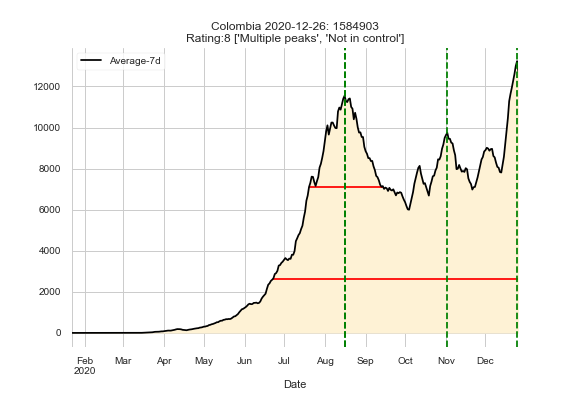 Colombia 2020-12-26: 1584903
Rating:8 ['Multiple peaks', 'Not in control']
Average-7d
12000
10000
8000
6000
4000
2000
0
Feb Mar Apr May Jun Jul Aug Sep Oct Nov Dec
2020
Date